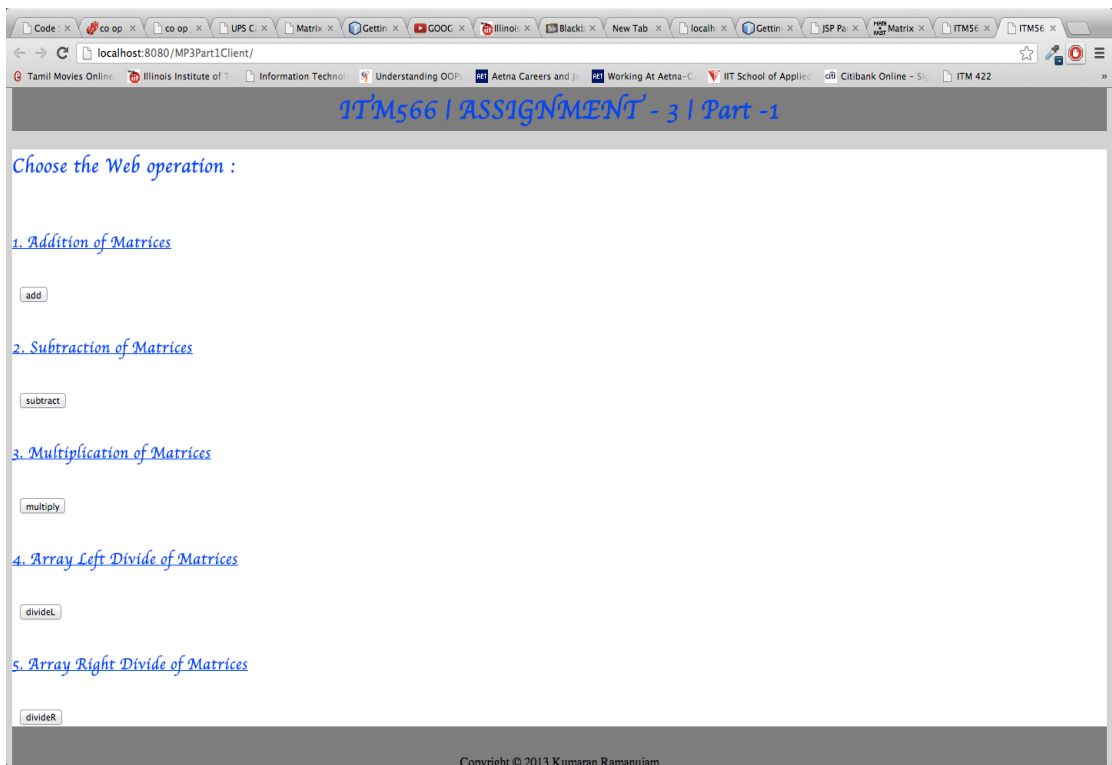 Code co op co op UPS C Matrix Gettin GOOG Illinois Blackb New Tab localh Gettin JSP Pa Matrix ITM56 ITM56
localhost:8080/MP3Part1Client/
Tamil Movies Online Illinois Institute of T Information Technol Understanding OOP Aetna Careers and J Working At Aetna-C IIT School of Applied citi Citibank Online - Sig ITM 422 »
ITM566 | ASSIGNMENT - 3 | Part -1
Choose the Web operation :
1. Addition of Matrices
add
2. Subtraction of Matrices
subtract
3. Multiplication of Matrices
multiply
4. Array Left Divide of Matrices
divideL
5. Array Right Divide of Matrices
divideR
Copyright © 2013 Kumaran Ramanujam